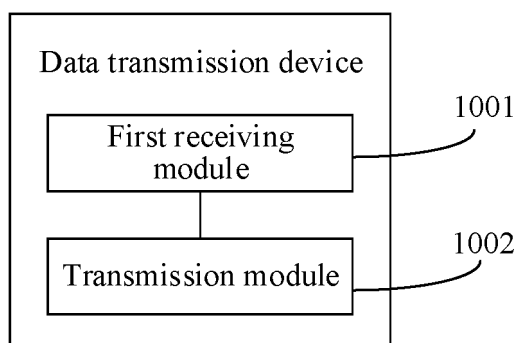 Data transmission device
1001
First receiving
module
1002
Transmission module